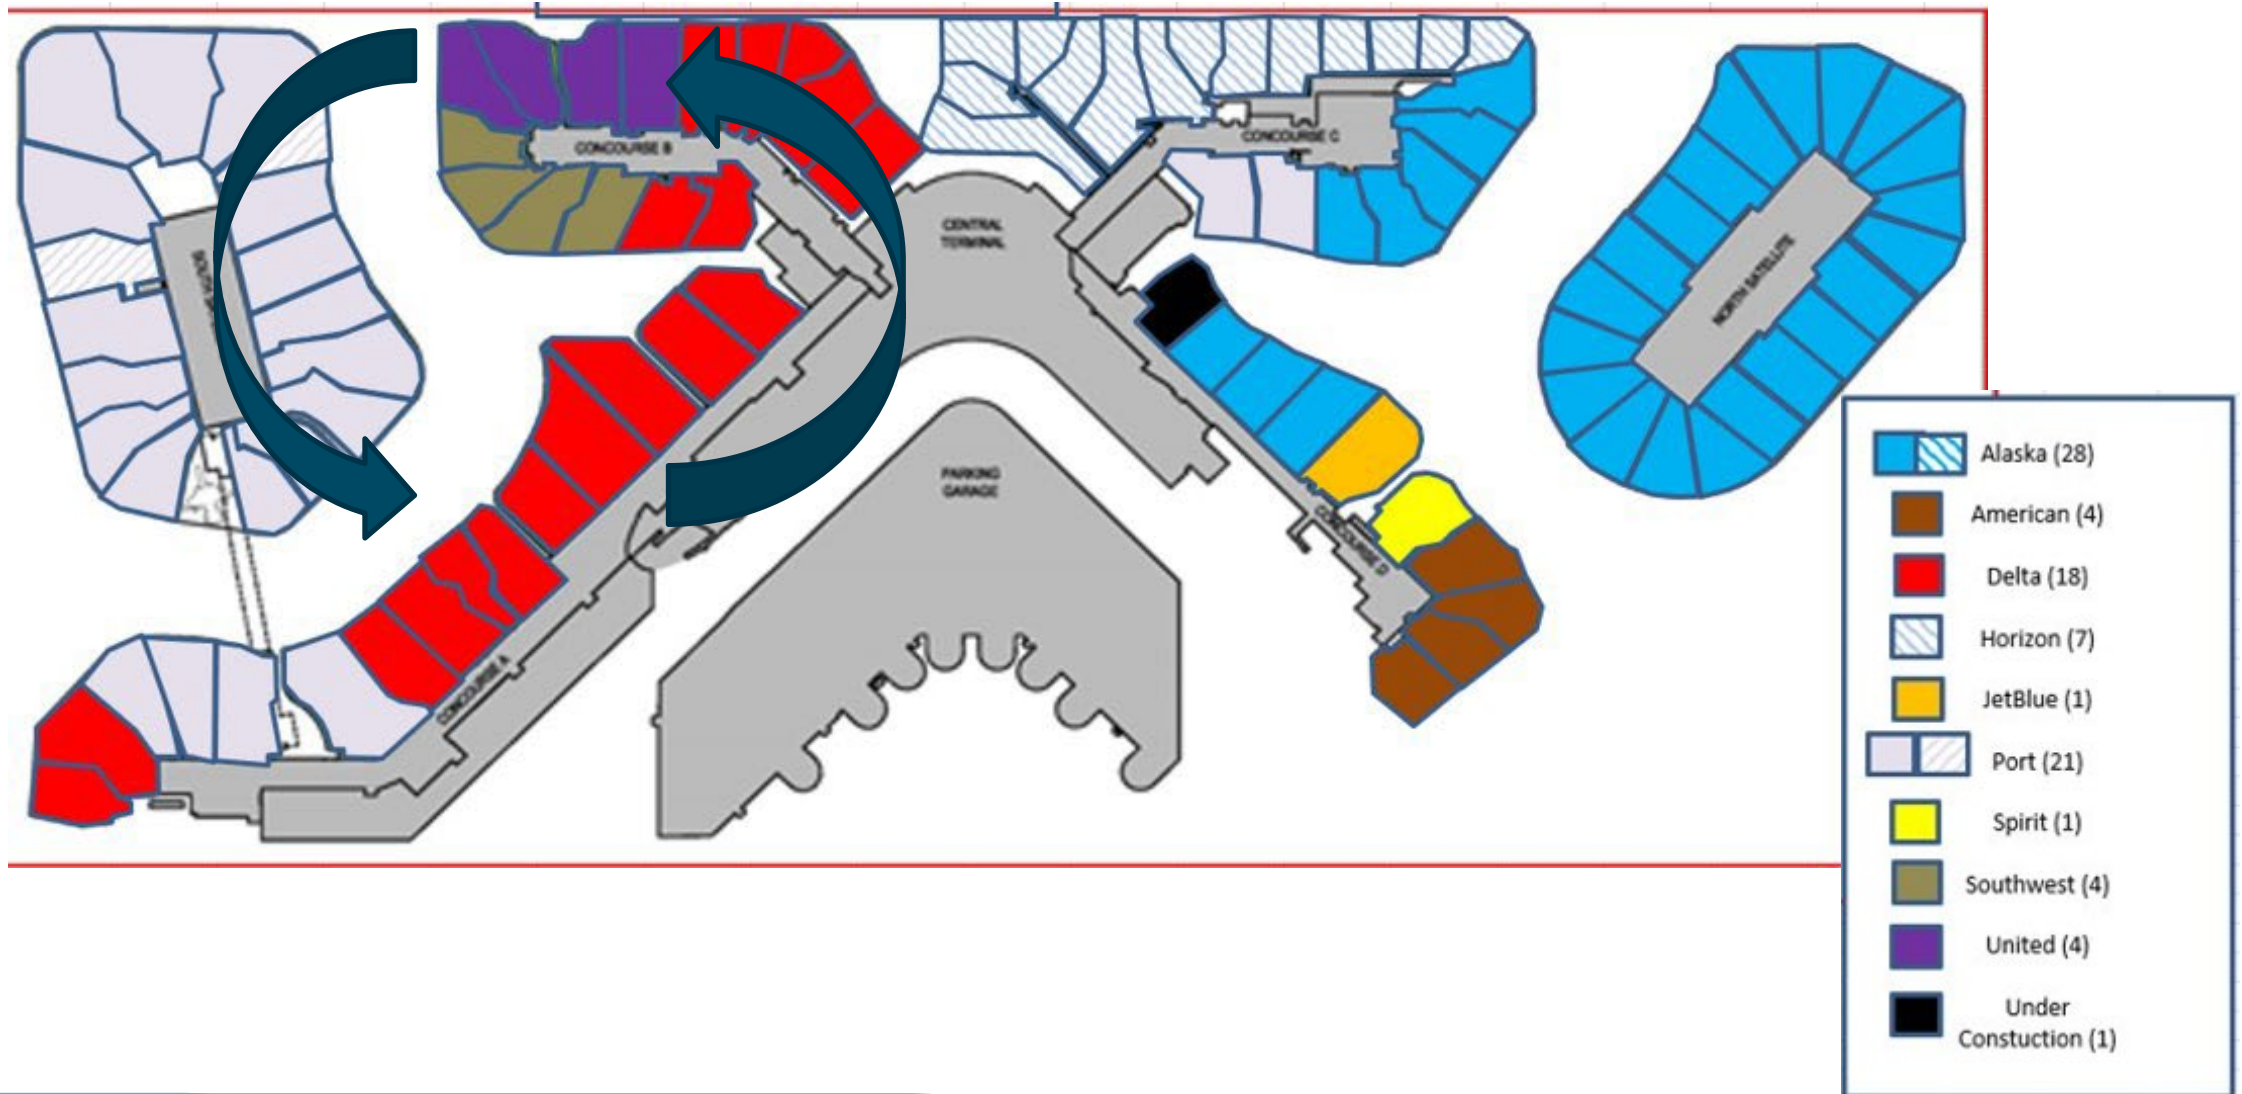 CONCOURSE B
CONCOURSE C
CENTRAL
TERMINAL
NORTH SATELLITE
PARKING
GARAGE
CONCOURSE D
CONCOURSE A
SOUTH
Alaska (28)
American (4)
Delta (18)
Horizon (7)
JetBlue (1)
Port (21)
Spirit (1)
Southwest (4)
United (4)
Under
Constuction (1)